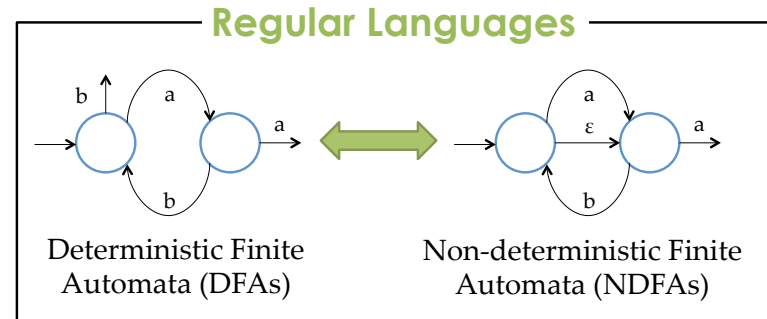 Regular Languages
b
a
a
b
a
ε
a
b
Deterministic Finite
Automata (DFAs)
Non-deterministic Finite
Automata (NDFAs)